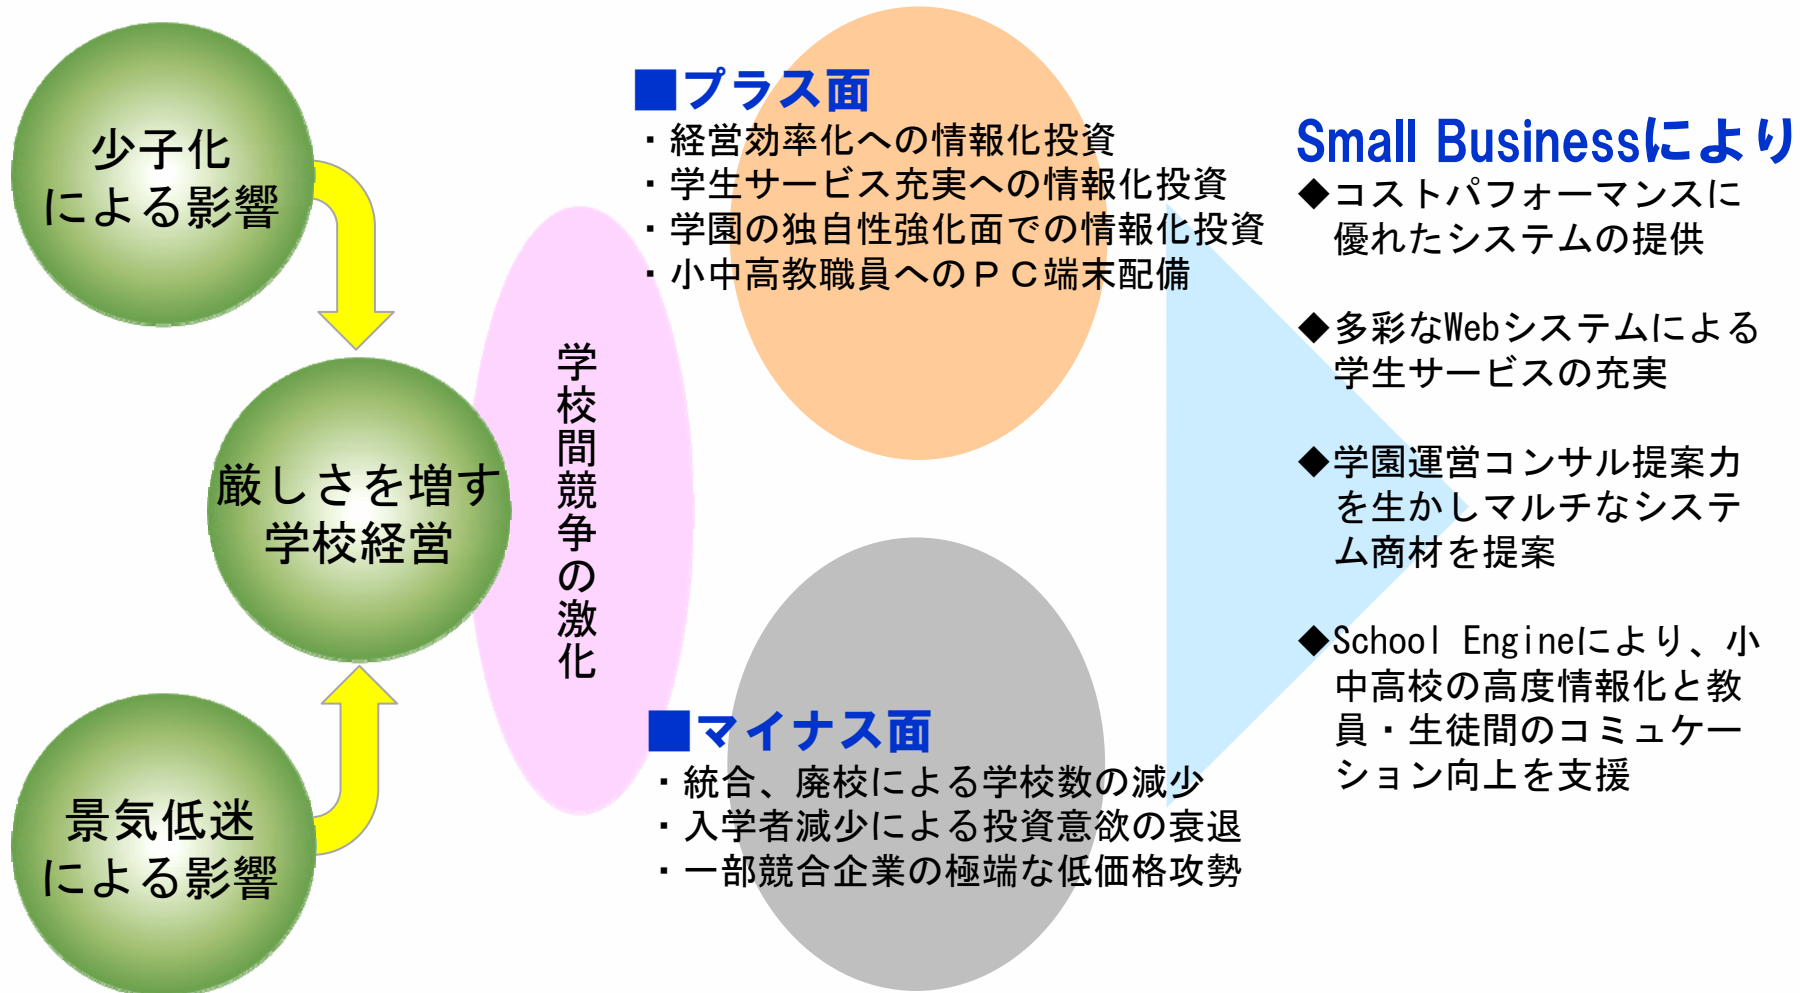 少子化
による影響
厳しさを増す
学校経営
景気低迷
による影響
学校間競争の激化
■プラス面
・経営効率化への情報化投資
・学生サービス充実への情報化投資
・学園の独自性強化面での情報化投資
・小中高教職員へのＰＣ端末配備
■マイナス面
・統合、廃校による学校数の減少
・入学者減少による投資意欲の衰退
・一部競合企業の極端な低価格攻勢
Small Businessにより
◆コストパフォーマンスに
優れたシステムの提供
◆多彩なWebシステムによる
学生サービスの充実
◆学園運営コンサル提案力
を生かしマルチなシステ
ム商材を提案
◆School Engineにより、小
中高校の高度情報化と教
員・生徒間のコミュケー
ション向上を支援